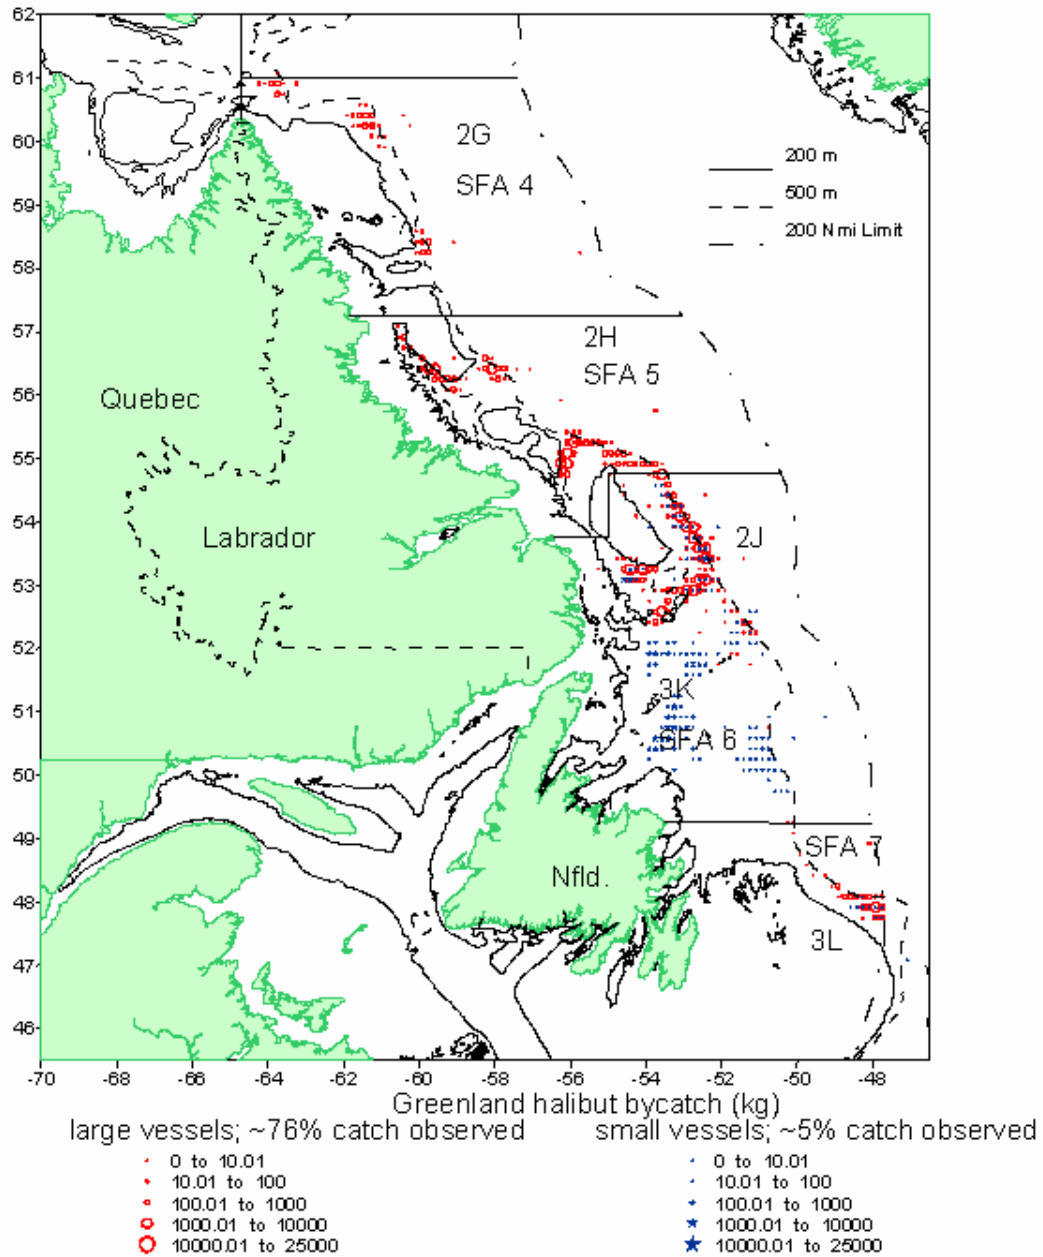 62
61
60
59
58
57
56
55
54
53
52
51
50
49
48
47
46
-70
-68
-66
-64
-62
-60
-58
-56
-54
-52
-50
-48
2G
SFA 4
200 m
500 m
200 Nmi Limit
2H
SFA 5
Quebec
Labrador
2J
3K
SFA 6
SFA 7
Nfld.
3L
Greenland halibut bycatch (kg)
large vessels; ~76% catch observed
0 to 10.01
10.01 to 100
100.01 to 1000
1000.01 to 10000
10000.01 to 25000
small vessels; ~5% catch observed
0 to 10.01
10.01 to 100
100.01 to 1000
1000.01 to 10000
10000.01 to 25000